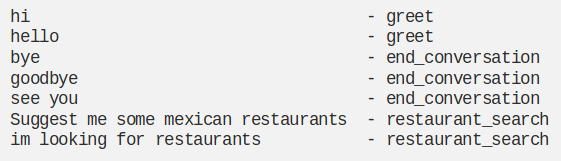 hi                                  - greet
hello                               - greet
bye                                 - end_conversation
goodbye                             - end_conversation
see you                             - end_conversation
Suggest me some mexican restaurants  - restaurant_search
im looking for restaurants          - restaurant_search